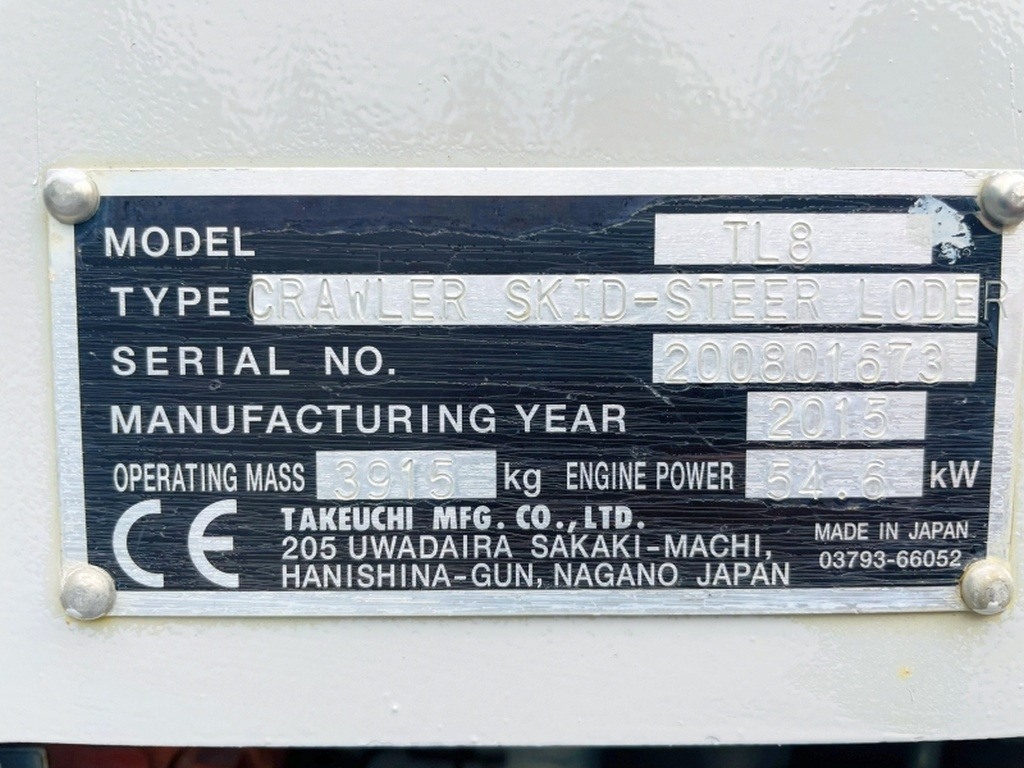 MODEL TL8
TYPE CRAWLER SKID-STEER LODER
SERIAL NO. 200801673
MANUFACTURING YEAR 2015
OPERATING MASS 3915 kg ENGINE POWER 54.6 kW
CE TAKEUCHI MFG. CO.,LTD.
205 UWADAIRA SAKAKI-MACHI,
HANISHINA-GUN, NAGANO JAPAN
MADE IN JAPAN
03793-66052